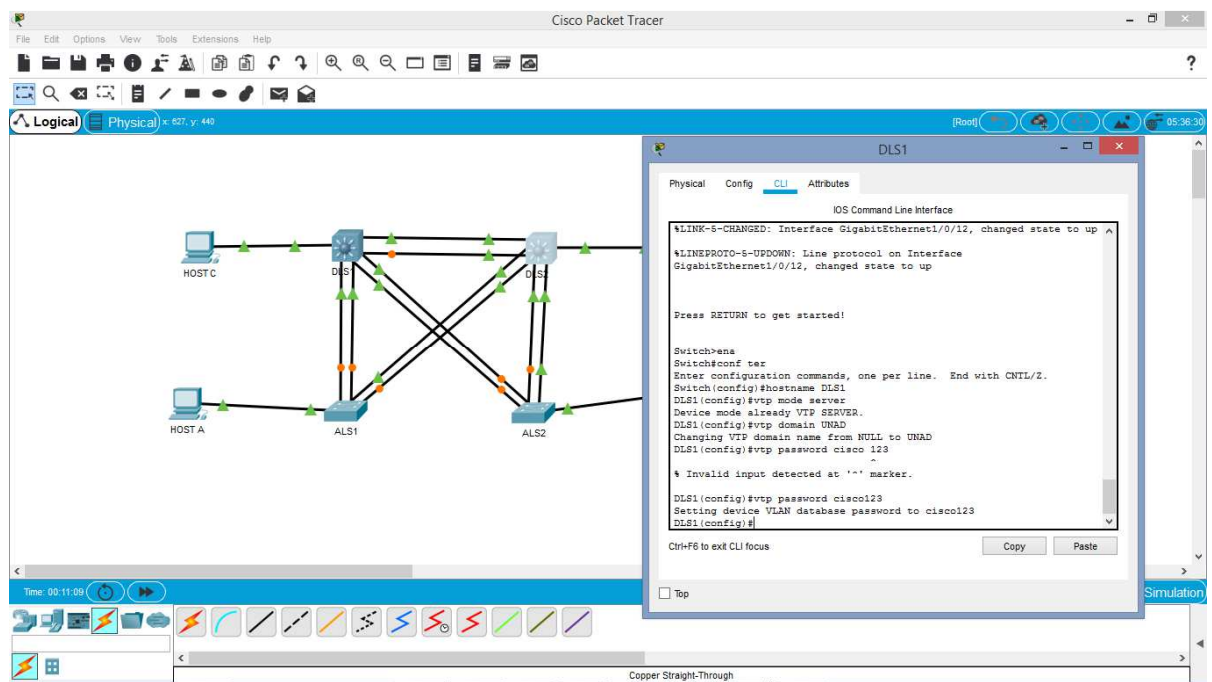 Cisco Packet Tracer
File Edit Options View Tools Extensions Help
?
Logical Physical x: 627, y: 440
[Root] 05:36:30
DLS1
Physical Config CLI Attributes
IOS Command Line Interface
%LINK-5-CHANGED: Interface GigabitEthernet1/0/12, changed state to up
%LINEPROTO-5-UPDOWN: Line protocol on Interface
GigabitEthernet1/0/12, changed state to up
Press RETURN to get started!
Switch>ena
Switch#conf ter
Enter configuration commands, one per line. End with CNTL/Z.
Switch(config)#hostname DLS1
DLS1(config)#vtp mode server
Device mode already VTP SERVER.
DLS1(config)#vtp domain UNAD
Changing VTP domain name from NULL to UNAD
DLS1(config)#vtp password cisco 123
^
% Invalid input detected at '^' marker.
DLS1(config)#vtp password cisco123
Setting device VLAN database password to cisco123
DLS1(config)#
Ctrl+F6 to exit CLI focus
Copy Paste
Top
HOST C
DLS1
DLS2
HOST A
ALS1
ALS2
Time: 00:11:09
Simulation
Copper Straight-Through